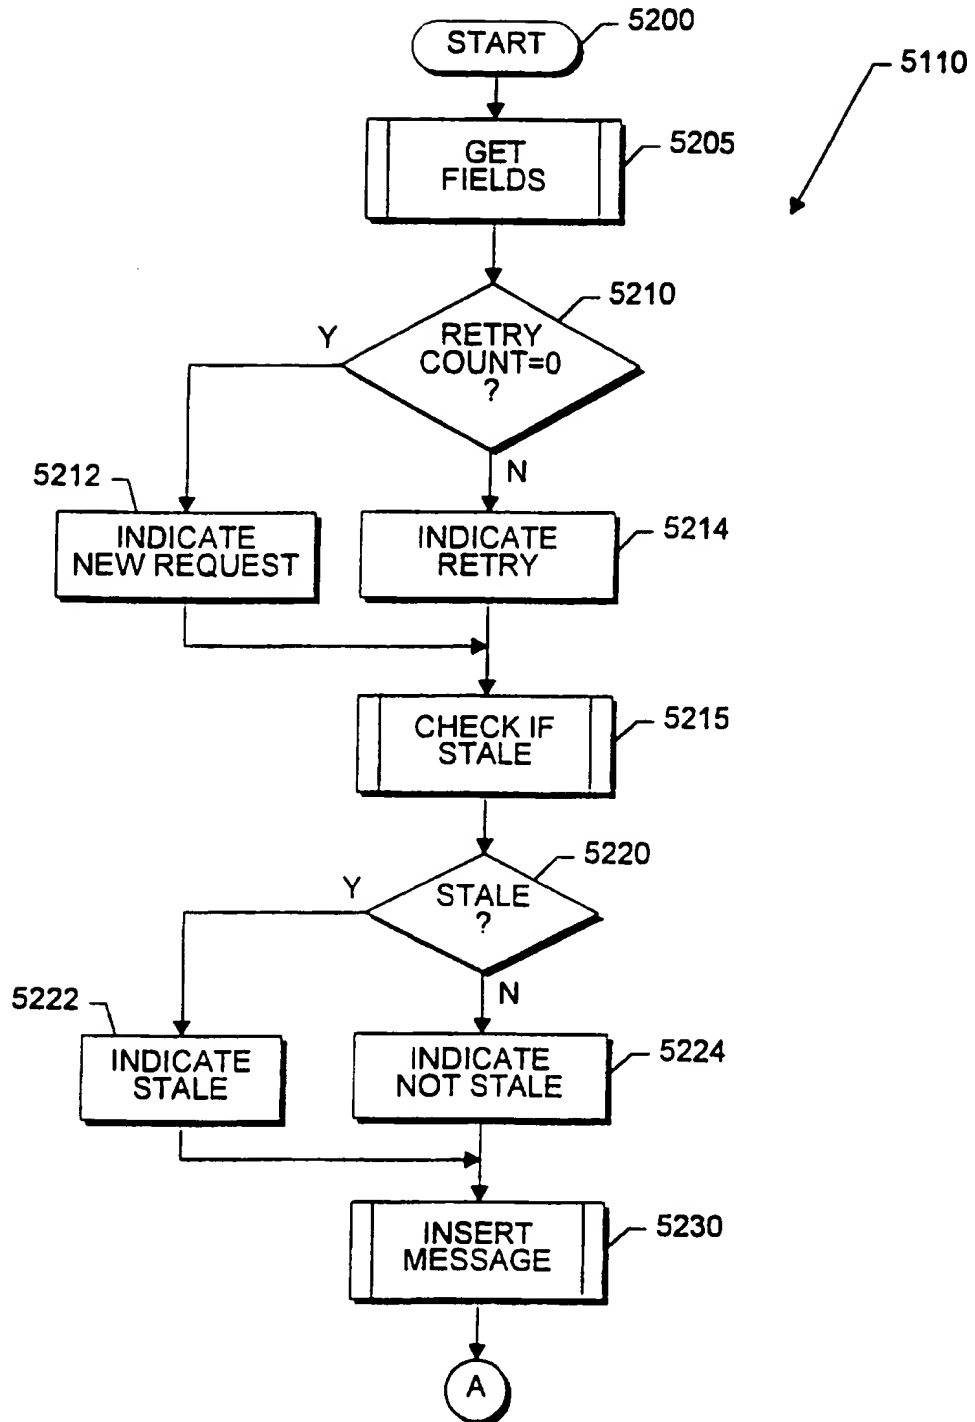 START
5200
5110
GET
FIELDS
5205
5210
Y
RETRY
COUNT=0
?
N
5212
INDICATE
NEW REQUEST
INDICATE
RETRY
5214
CHECK IF
STALE
5215
5220
Y
STALE
?
N
5222
INDICATE
STALE
INDICATE
NOT STALE
5224
INSERT
MESSAGE
5230
A